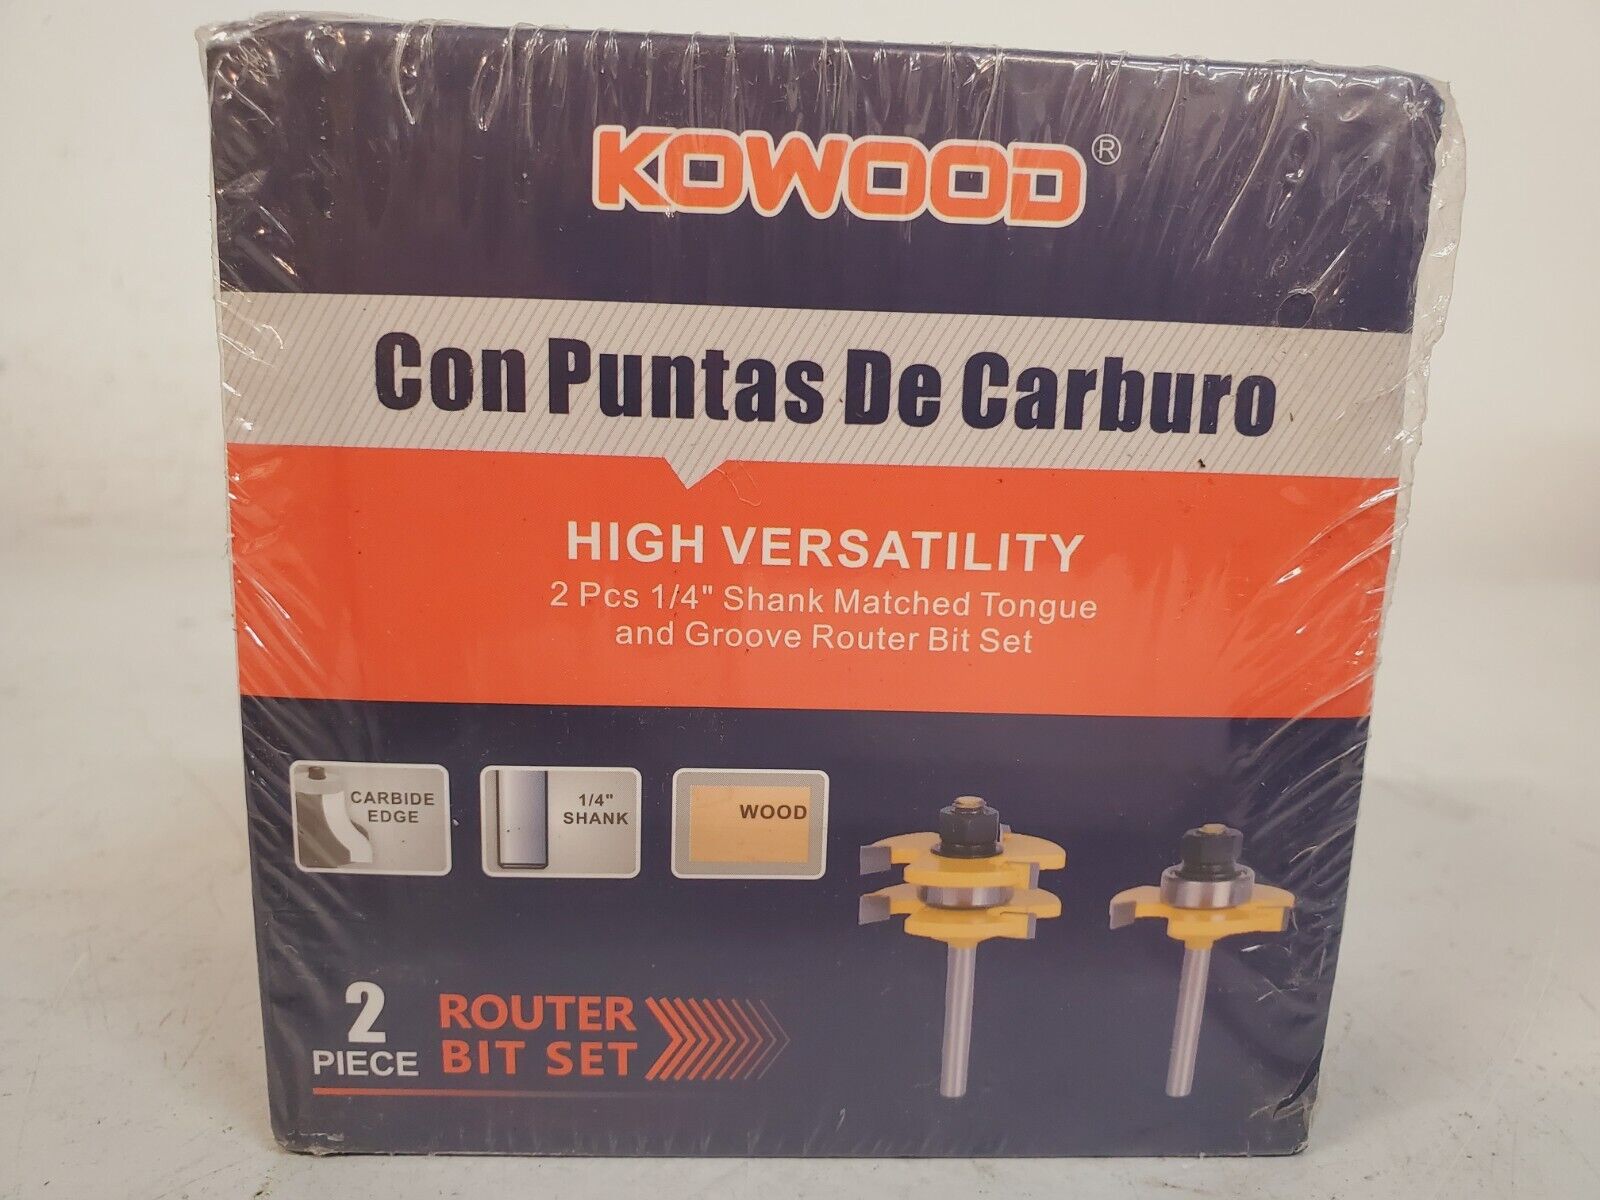 KOWOOD®
Con Puntas De Carburo
HIGH VERSATILITY
2 Pcs 1/4" Shank Matched Tongue
and Groove Router Bit Set
CARBIDE
EDGE
1/4"
SHANK
WOOD
2
PIECE
ROUTER
BIT SET